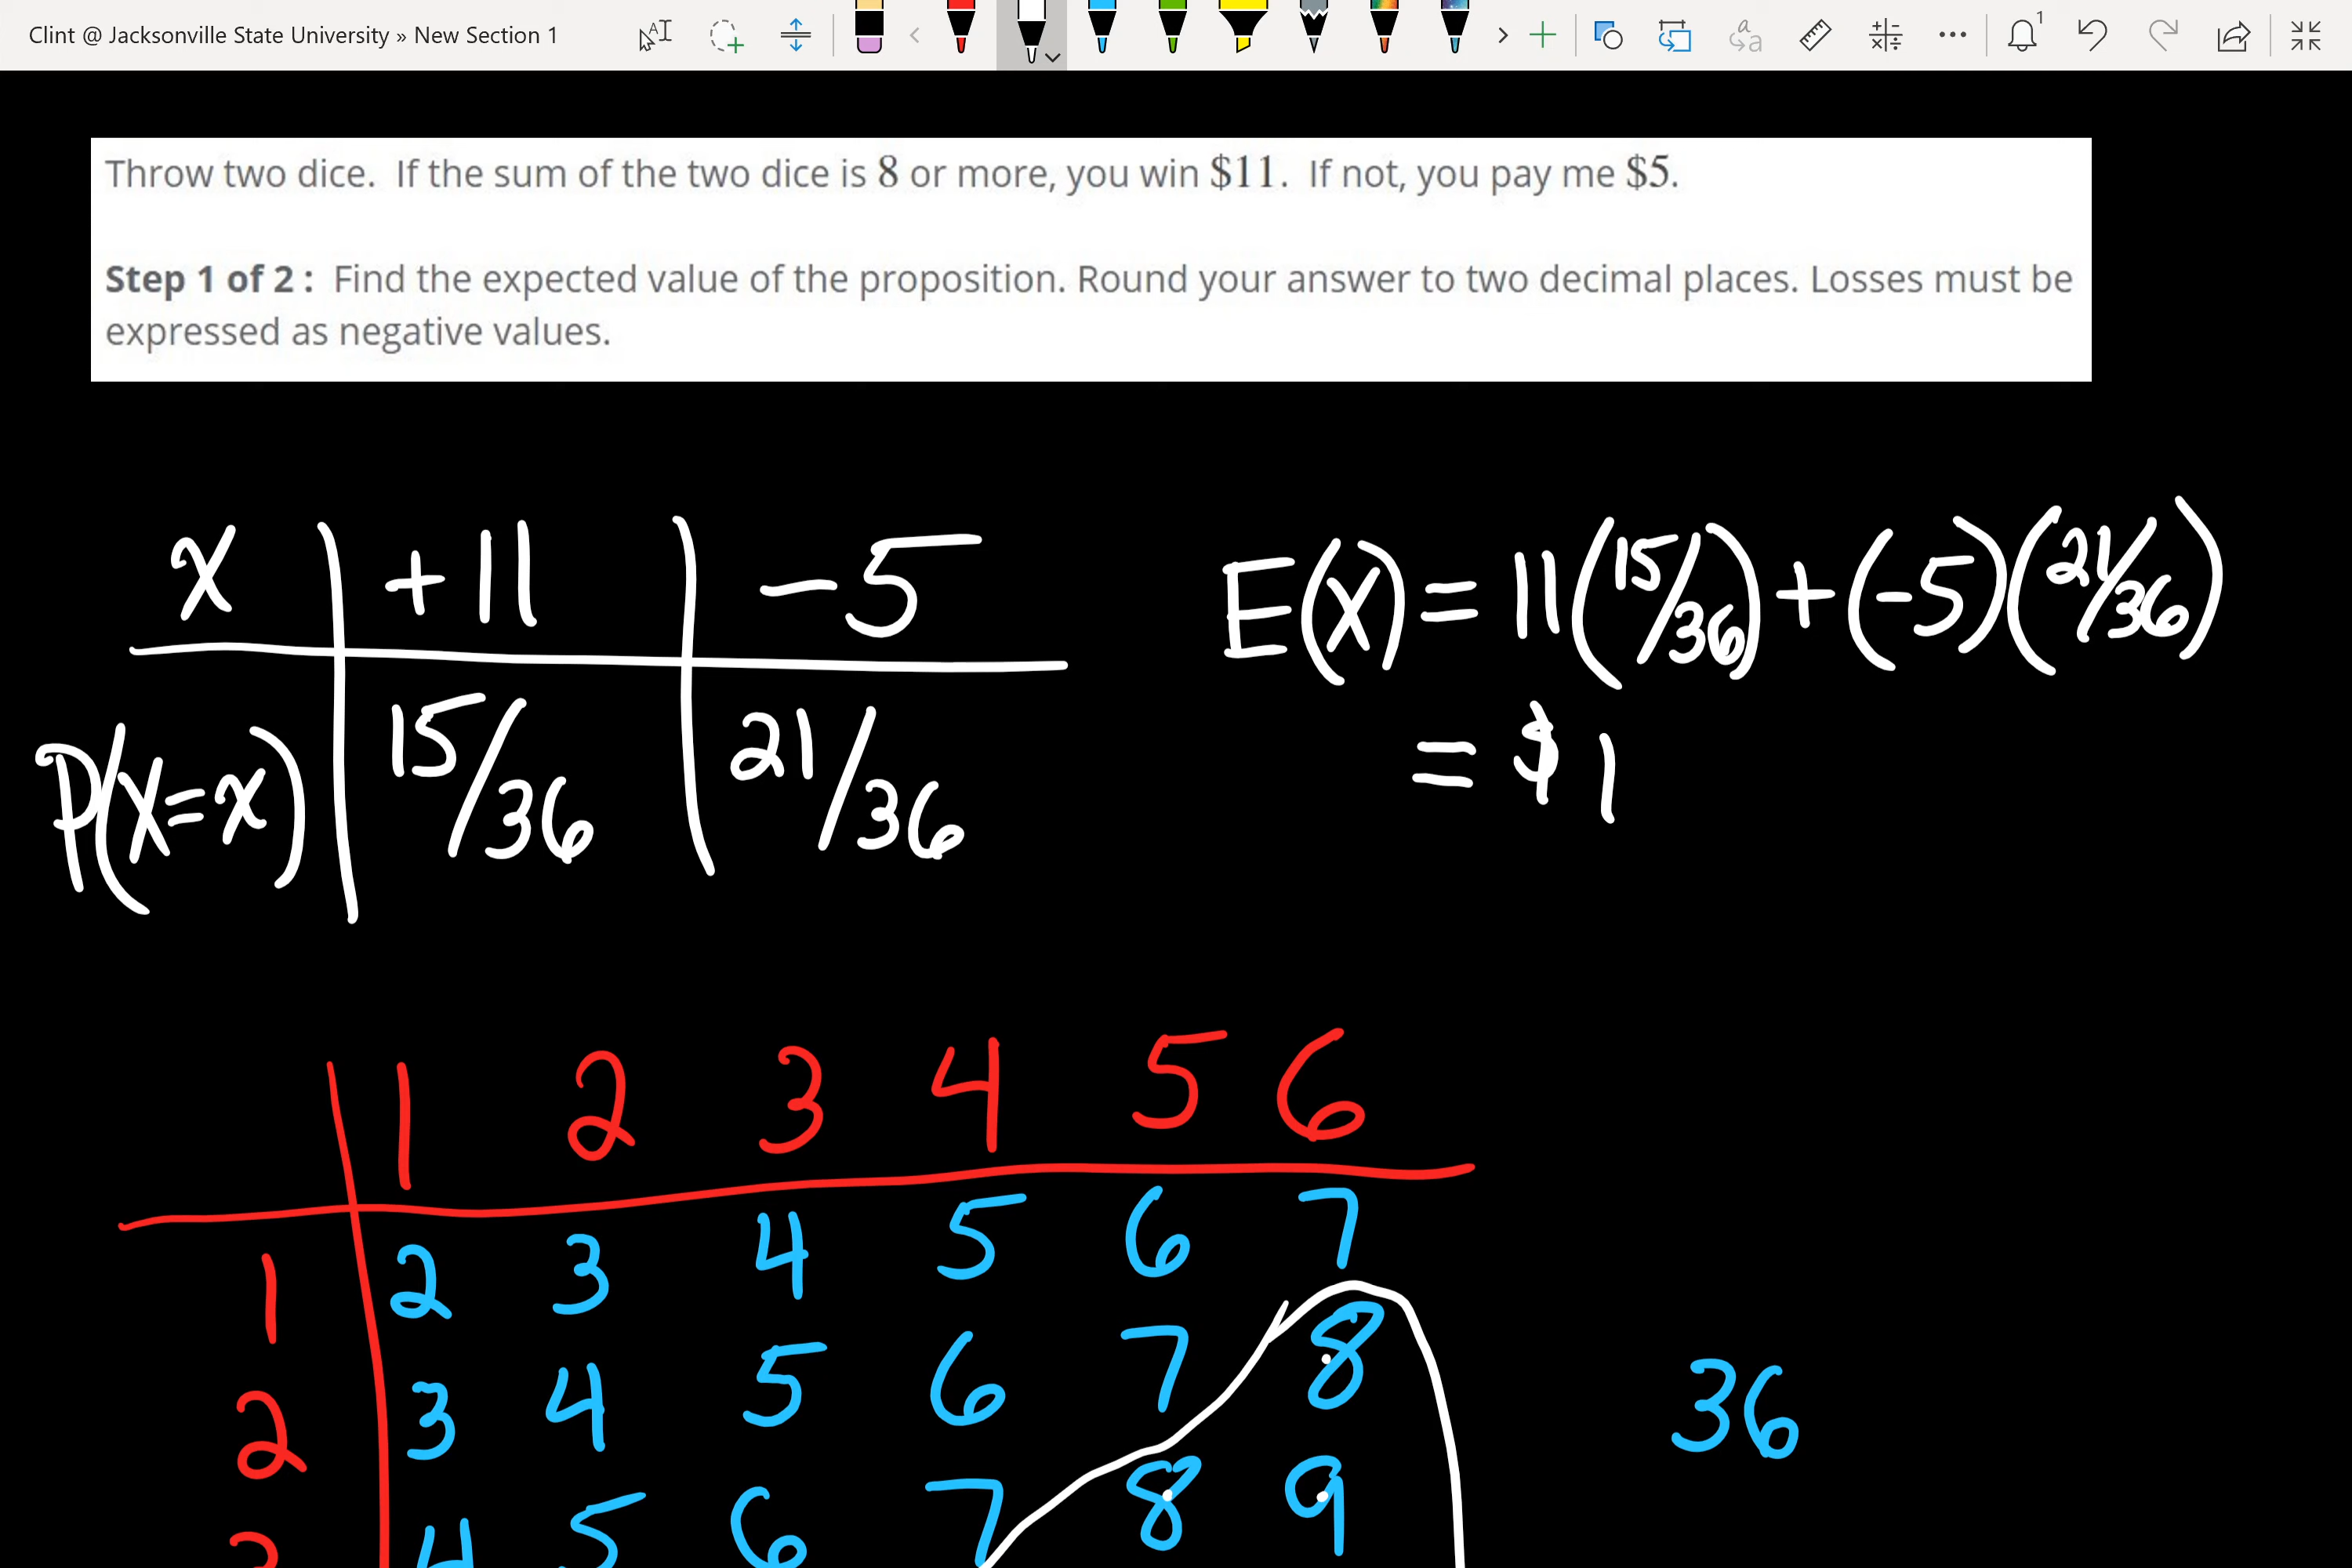 Clint @ Jacksonville State University » New Section 1
Throw two dice. If the sum of the two dice is 8 or more, you win $11. If not, you pay me $5.
Step 1 of 2 : Find the expected value of the proposition. Round your answer to two decimal places. Losses must be
expressed as negative values.
x +11 -5
P(X=x) 15/36 21/36
E(X) = 11(15/36) + (-5)(21/36)
= $1
1 2 3 4 5 6
1 2 3 4 5 6 7
2 3 4 5 6 7 8
36
4 5 6 7 8 9